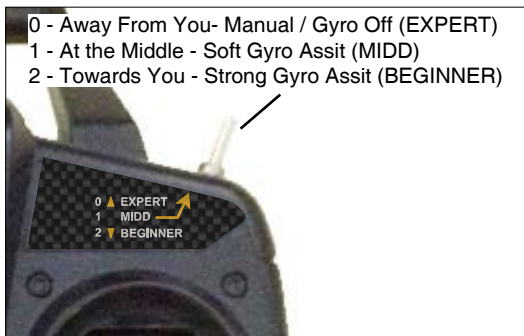 0 - Away From You- Manual / Gyro Off (EXPERT)
1 - At the Middle - Soft Gyro Assit (MIDD)
2 - Towards You - Strong Gyro Assit (BEGINNER)
0 EXPERT
1 MIDD
2 BEGINNER